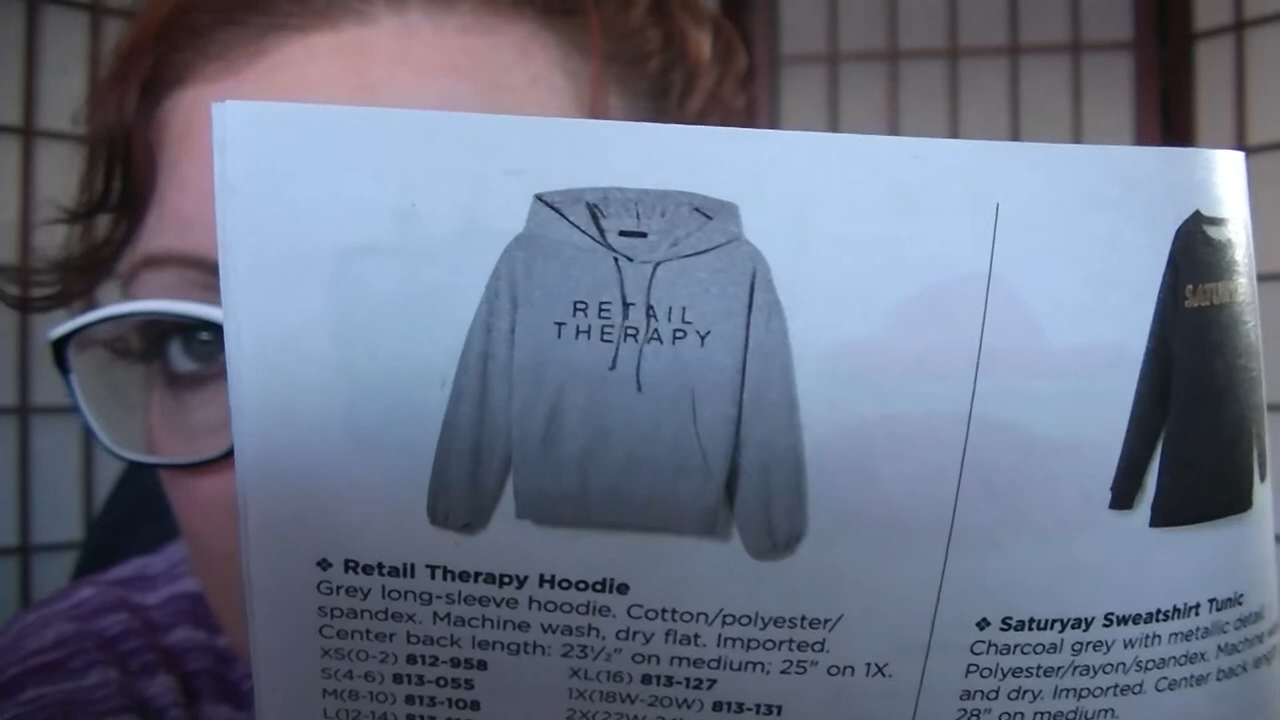 RETAIL
THERAPY
❖ Retail Therapy Hoodie
Grey long-sleeve hoodie. Cotton/polyester/
spandex. Machine wash, dry flat. Imported.
Center back length: 23½" on medium; 25" on 1X.
XS(0-2) 812-958
S(4-6) 813-055
M(8-10) 813-108
L(12-14)
XL(16) 813-127
1X(18W-20W) 813-131
❖ Saturyay Sweatshirt Tunic
Charcoal grey with metallic
Polyester/rayon/spandex. Machine
and dry. Imported. Center back
28" on medium.